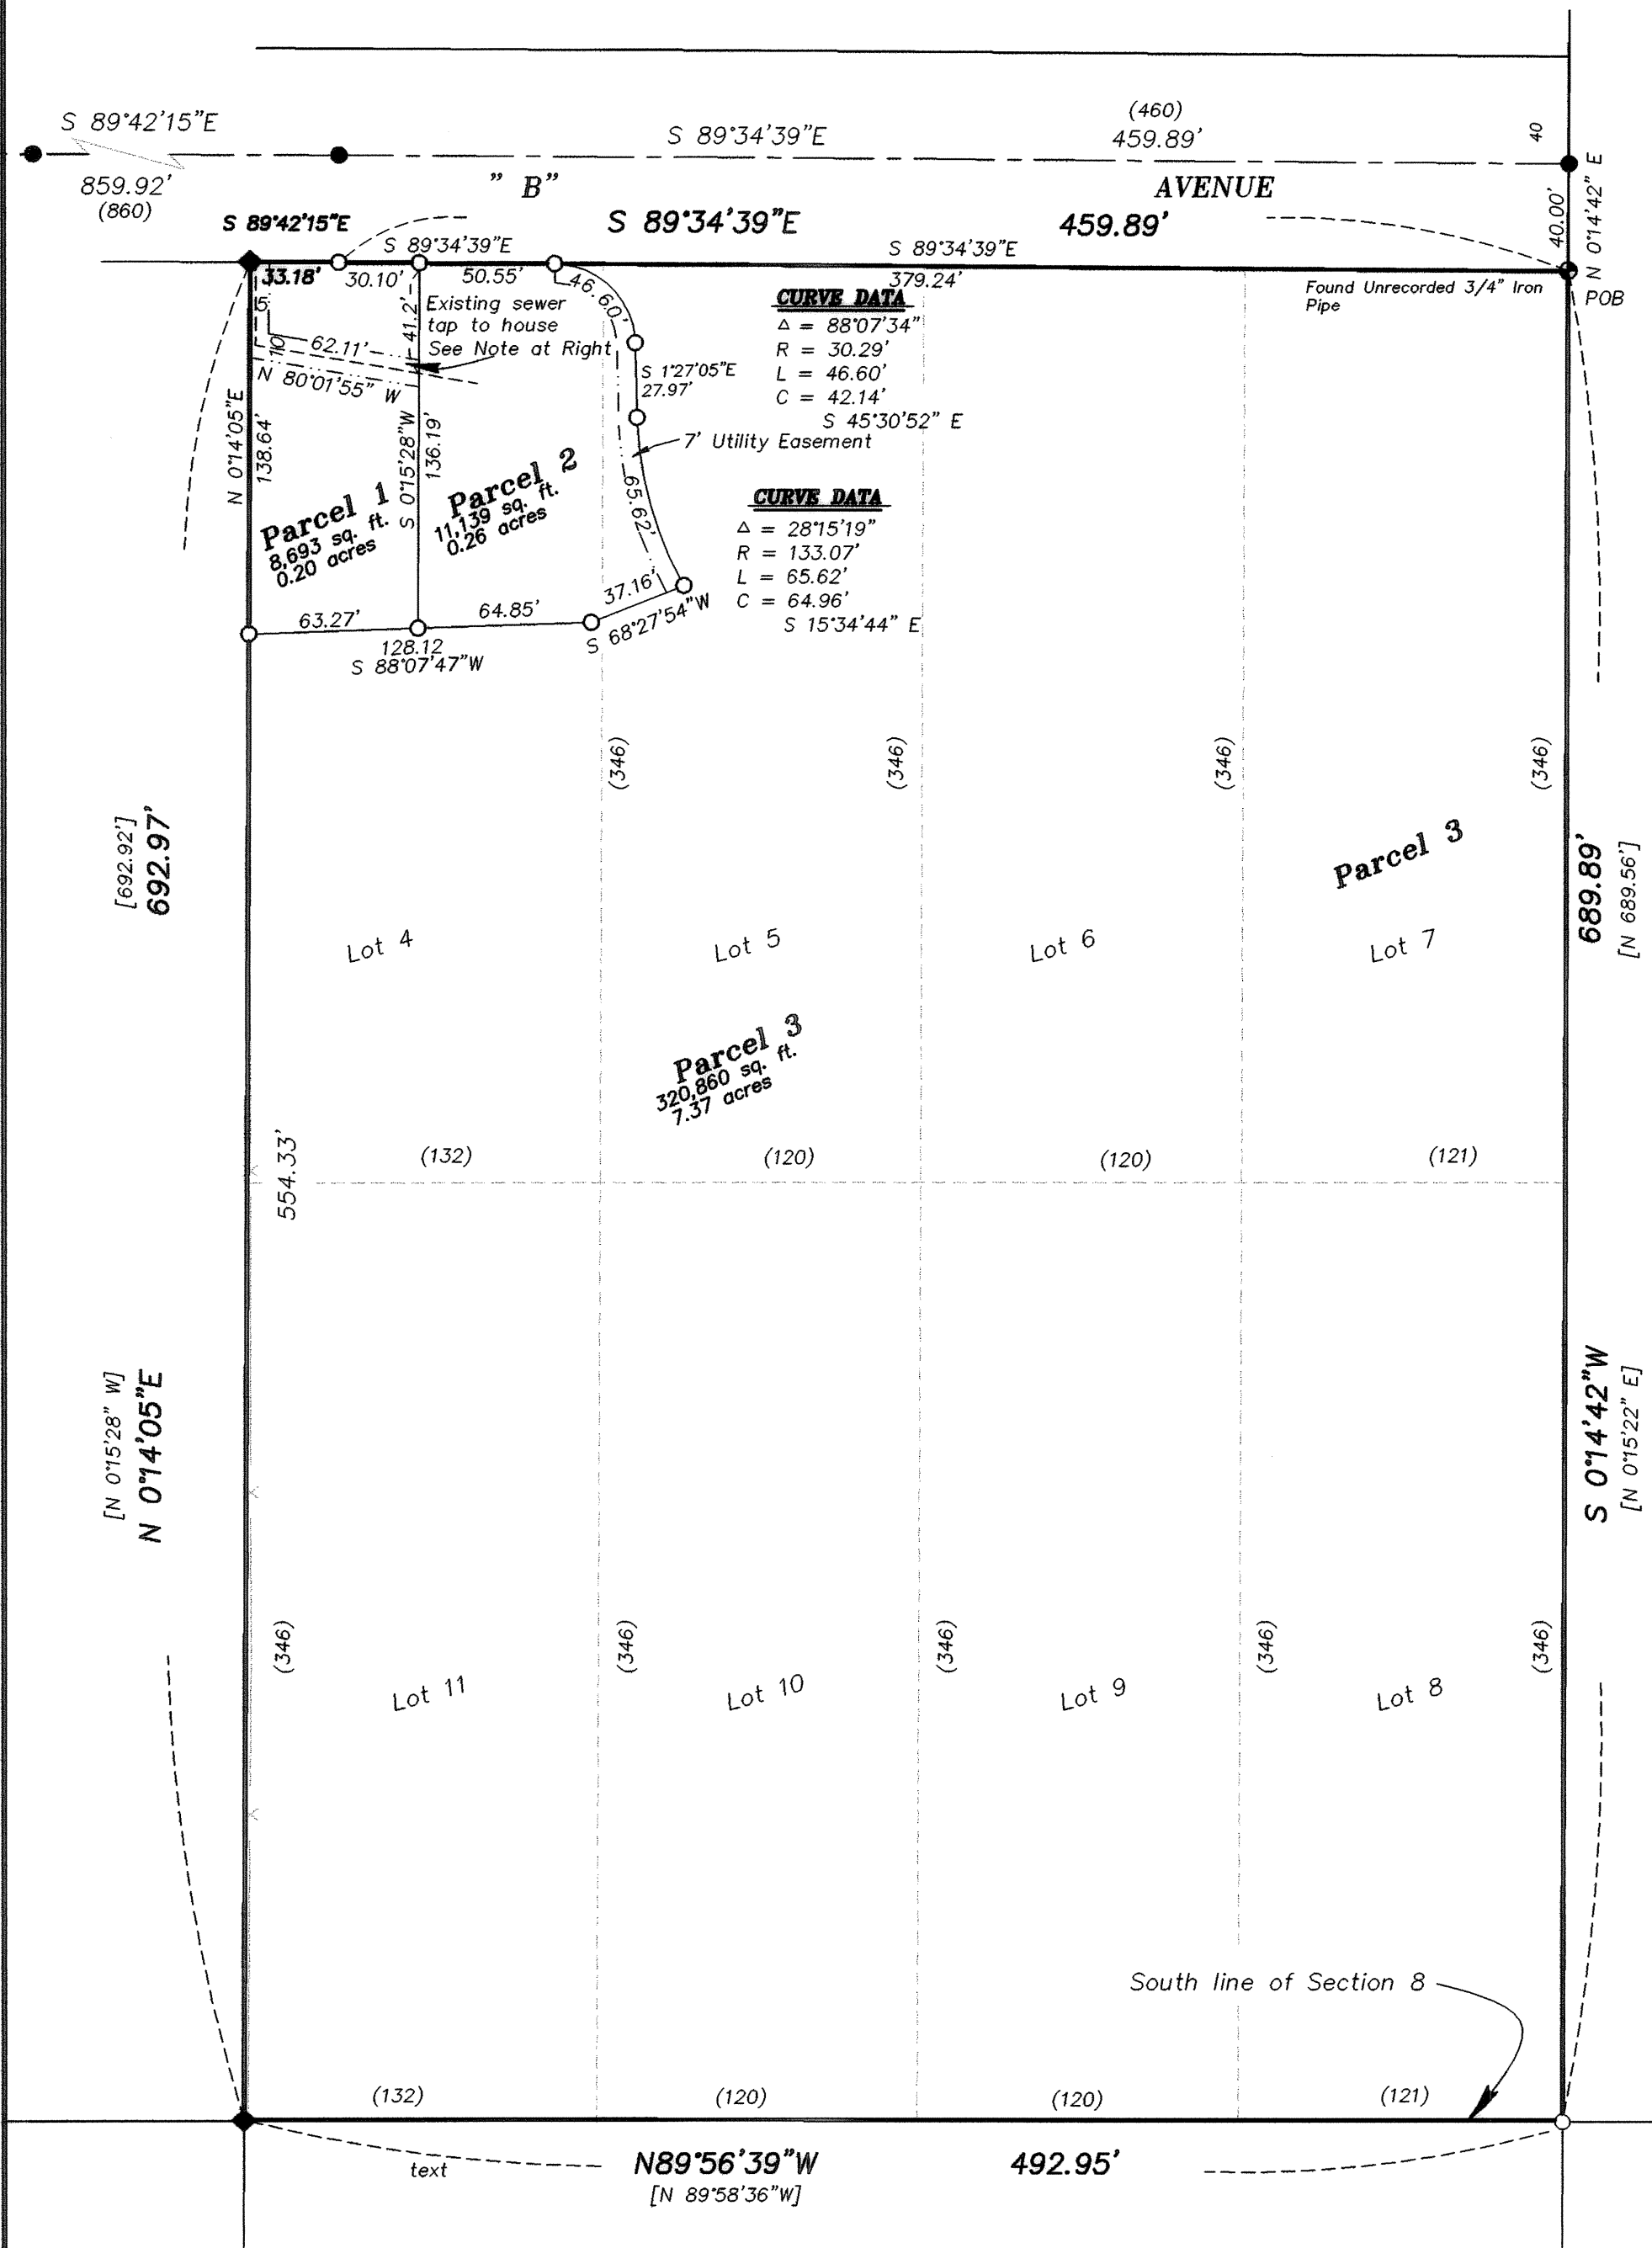 S 89°42'15"E
859.92'
(860)
S 89°34'39"E
(460)
459.89'
40
" B"
AVENUE
40.00'
N 0°14'42" E
S 89°42'15"E
S 89°34'39"E
459.89'
S 89°34'39"E
S 89°34'39"E
33.18'
30.10'
50.55'
46.60'
379.24'
Found Unrecorded 3/4" Iron
Pipe
POB
5
10
41.2'
Existing sewer
tap to house
See Note at Right
62.11'
N 80°01'55" W
CURVE DATA
Δ = 88°07'34"
R = 30.29'
L = 46.60'
C = 42.14'
S 45°30'52" E
S 1°27'05"E
27.97'
7' Utility Easement
N 0°14'05"E
138.64'
S 0°15'28"W
136.19'
Parcel 1
8,693 sq. ft.
0.20 acres
Parcel 2
11,139 sq. ft.
0.26 acres
65.62'
CURVE DATA
Δ = 28°15'19"
R = 133.07'
L = 65.62'
C = 64.96'
S 15°34'44" E
37.16'
S 68°27'54"W
63.27'
64.85'
128.12
S 88°07'47"W
(346)
(346)
(346)
(346)
[692.92']
692.97'
Parcel 3
689.89'
[N 689.56']
Lot 4
Lot 5
Lot 6
Lot 7
Parcel 3
320,860 sq. ft.
7.37 acres
554.33'
(132)
(120)
(120)
(121)
[N 0°15'28" W]
N 0°14'05"E
S 0°14'42"W
[N 0°15'22" E]
(346)
(346)
(346)
(346)
(346)
Lot 11
Lot 10
Lot 9
Lot 8
South line of Section 8
(132)
(120)
(120)
(121)
text
N89°56'39"W
492.95'
[N 89°58'36"W]